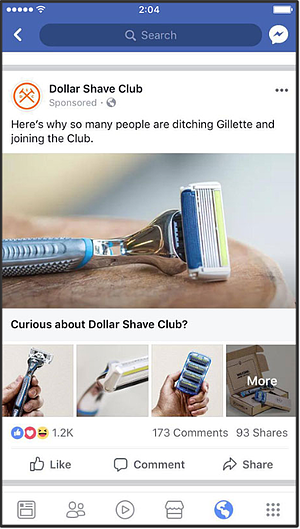 2:04
Search
Dollar Shave Club
Sponsored ·
Here's why so many people are ditching Gillette and
joining the Club.
Curious about Dollar Shave Club?
More
1.2K
173 Comments 93 Shares
Like Comment Share